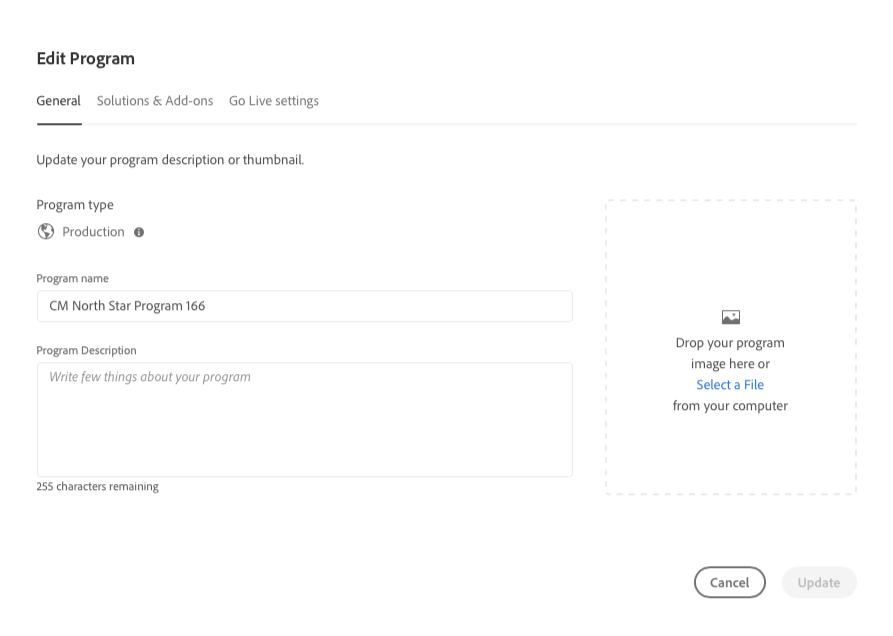 Edit Program
General Solutions & Add-ons Go Live settings
Update your program description or thumbnail.
Program type
Production
Program name
CM North Star Program 166
Program Description
Write few things about your program
255 characters remaining
Drop your program
image here or
Select a File
from your computer
Cancel Update